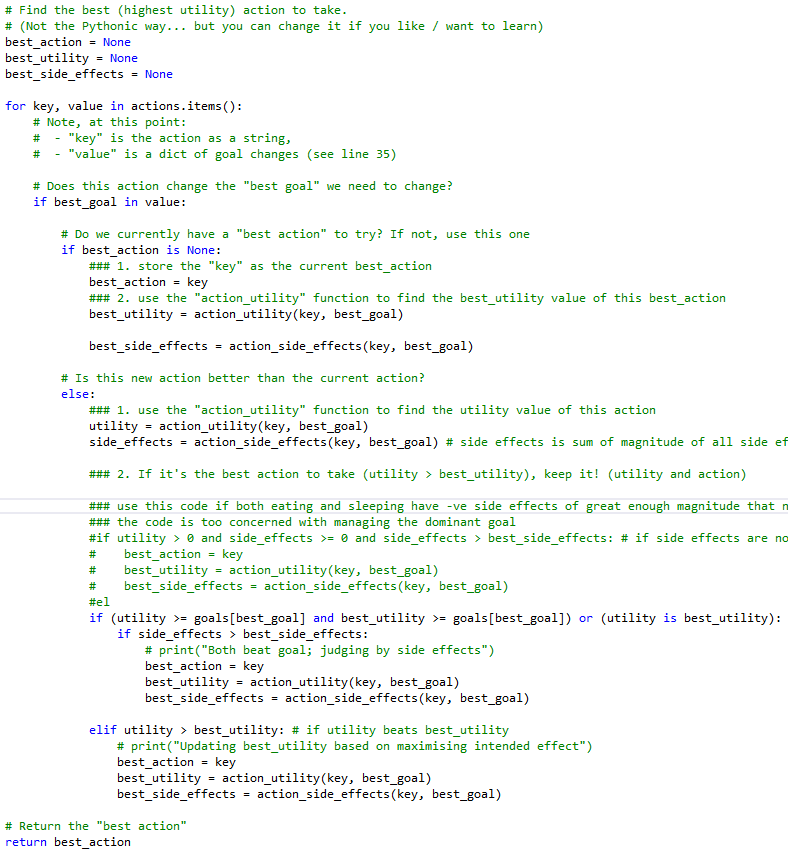 # Find the best (highest utility) action to take.
# (Not the Pythonic way... but you can change it if you like / want to learn)
best_action = None
best_utility = None
best_side_effects = None
for key, value in actions.items():
# Note, at this point:
# - "key" is the action as a string,
# - "value" is a dict of goal changes (see line 35)
# Does this action change the "best goal" we need to change?
if best_goal in value:
# Do we currently have a "best action" to try? If not, use this one
if best_action is None:
### 1. store the "key" as the current best_action
best_action = key
### 2. use the "action_utility" function to find the best_utility value of this best_action
best_utility = action_utility(key, best_goal)
best_side_effects = action_side_effects(key, best_goal)
# Is this new action better than the current action?
else:
### 1. use the "action_utility" function to find the utility value of this action
utility = action_utility(key, best_goal)
side_effects = action_side_effects(key, best_goal) # side effects is sum of magnitude of all side ef
### 2. If it's the best action to take (utility > best_utility), keep it! (utility and action)
### use this code if both eating and sleeping have -ve side effects of great enough magnitude that
### the code is too concerned with managing the dominant goal
#if utility > 0 and side_effects >= 0 and side_effects > best_side_effects: # if side effects are no
# best_action = key
# best_utility = action_utility(key, best_goal)
# best_side_effects = action_side_effects(key, best_goal)
#el
if (utility >= goals[best_goal] and best_utility >= goals[best_goal]) or (utility is best_utility):
if side_effects > best_side_effects:
# print("Both beat goal; judging by side effects")
best_action = key
best_utility = action_utility(key, best_goal)
best_side_effects = action_side_effects(key, best_goal)
elif utility > best_utility: # if utility beats best_utility
# print("Updating best_utility based on maximising intended effect")
best_action = key
best_utility = action_utility(key, best_goal)
best_side_effects = action_side_effects(key, best_goal)
# Return the "best action"
return best_action